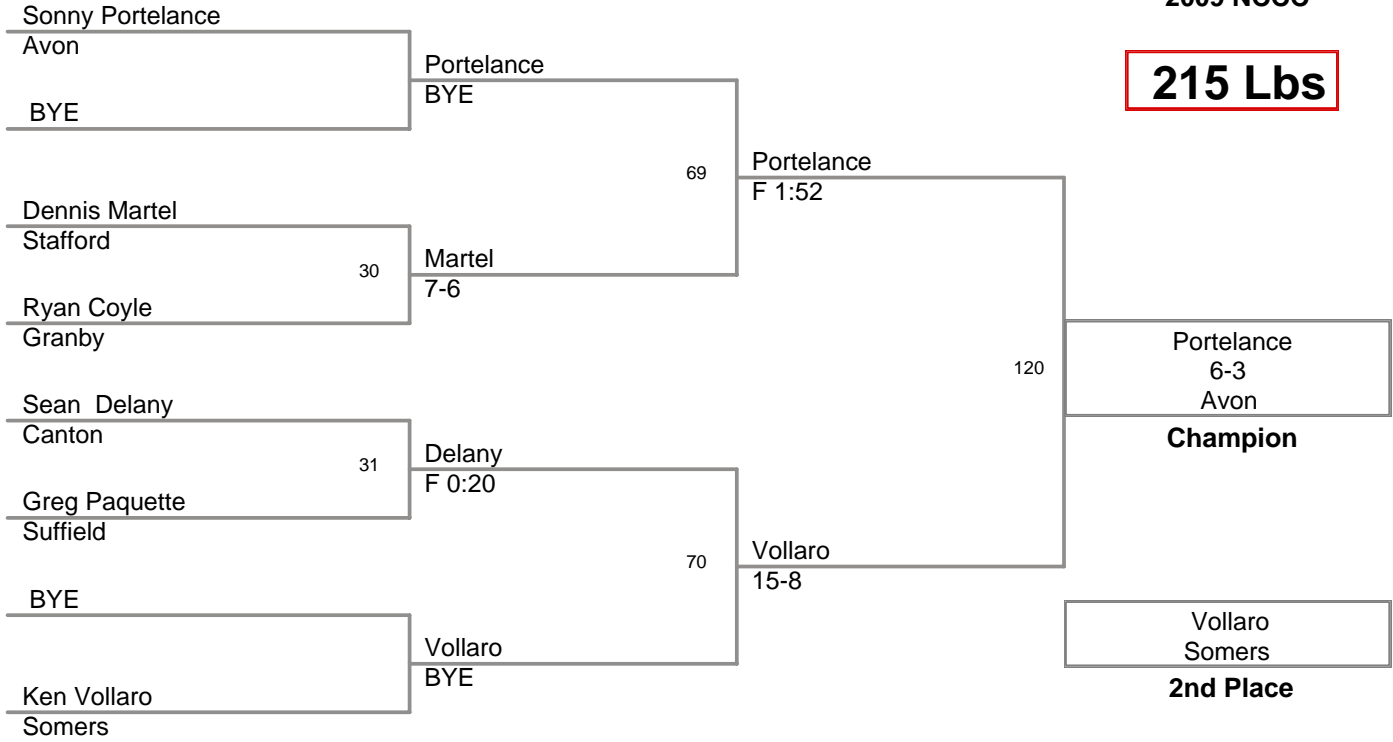 Sonny Portelance
Avon
BYE
Portelance
BYE
Dennis Martel
Stafford
30
Ryan Coyle
Granby
Martel
7-6
69
Portelance
F 1:52
Sean Delany
Canton
31
Greg Paquette
Suffield
Delany
F 0:20
BYE
Ken Vollaro
Somers
Vollaro
BYE
70
Vollaro
15-8
120
215 Lbs
Portelance
6-3
Avon
Champion
Vollaro
Somers
2nd Place